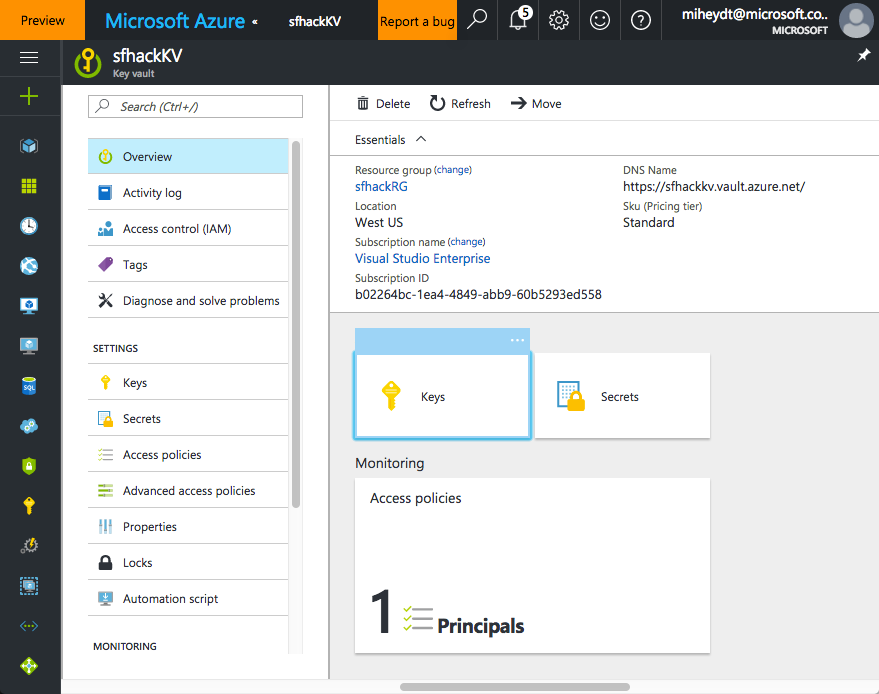 Preview
Microsoft Azure «
sfhackKV
Report a bug
5
miheydt@microsoft.co..
MICROSOFT
sfhackKV
Key vault
Search (Ctrl+/)
Overview
Activity log
Access control (IAM)
Tags
Diagnose and solve problems
SETTINGS
Keys
Secrets
Access policies
Advanced access policies
Properties
Locks
Automation script
MONITORING
Delete
Refresh
Move
Essentials
Resource group (change)
sfhackRG
Location
West US
Subscription name (change)
Visual Studio Enterprise
Subscription ID
b02264bc-1ea4-4849-abb9-60b5293ed558
DNS Name
https://sfhackkv.vault.azure.net/
Sku (Pricing tier)
Standard
...
Keys
Secrets
Monitoring
Access policies
1 Principals
SQL